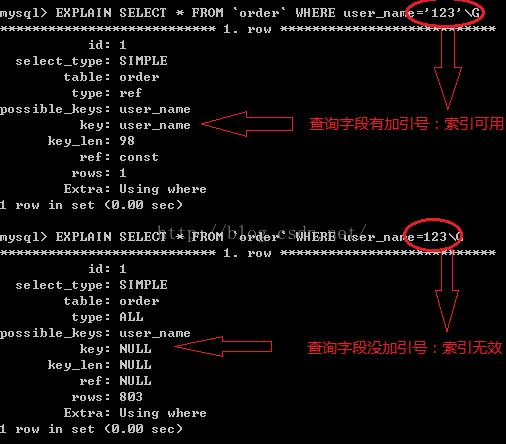 mysql> EXPLAIN SELECT * FROM `order` WHERE user_name='123'\G
*************************** 1. row ***************************
id: 1
select_type: SIMPLE
table: order
type: ref
possible_keys: user_name
key: user_name
查询字段有加引号：索引可用
key_len: 98
ref: const
rows: 1
Extra: Using where
1 row in set (0.00 sec)
http://blog.csdn.net/
mysql> EXPLAIN SELECT * FROM `order` WHERE user_name=123\G
*************************** 1. row ***************************
id: 1
select_type: SIMPLE
table: order
type: ALL
possible_keys: user_name
key: NULL
查询字段没加引号：索引无效
key_len: NULL
ref: NULL
rows: 803
Extra: Using where
1 row in set (0.00 sec)